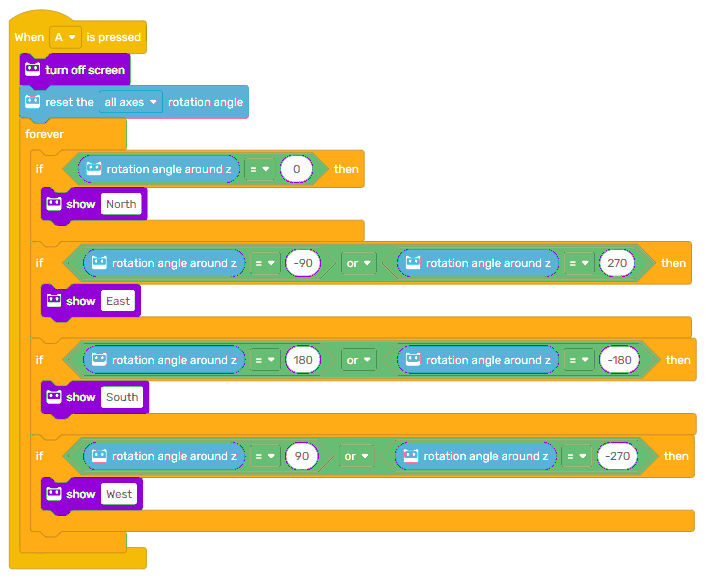 When A is pressed
turn off screen
reset the all axes rotation angle
forever
if rotation angle around z = 0 then
show North
if rotation angle around z = -90 or rotation angle around z = 270 then
show East
if rotation angle around z = 180 or rotation angle around z = -180 then
show South
if rotation angle around z = 90 or rotation angle around z = -270 then
show West